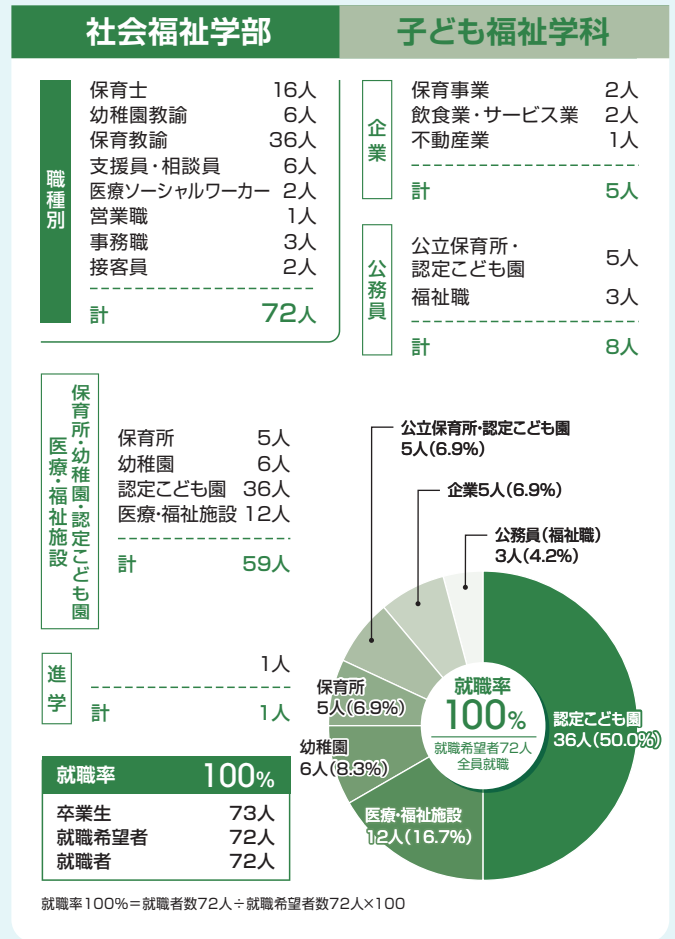 社会福祉学部
子ども福祉学科
職種別
保育士 16人
幼稚園教諭 6人
保育教諭 36人
支援員・相談員 6人
医療ソーシャルワーカー 2人
営業職 1人
事務職 3人
接客員 2人
計 72人
企業
保育事業 2人
飲食業・サービス業 2人
不動産業 1人
計 5人
公務員
公立保育所・
認定こども園 5人
福祉職 3人
計 8人
保育所・幼稚園・認定こども園
医療・福祉施設
保育所 5人
幼稚園 6人
認定こども園 36人
医療・福祉施設 12人
計 59人
進学
1人
計 1人
就職率 100%
卒業生 73人
就職希望者 72人
就職者 72人
公立保育所・認定こども園
5人(6.9%)
企業5人(6.9%)
公務員(福祉職)
3人(4.2%)
保育所
5人(6.9%)
幼稚園
6人(8.3%)
医療・福祉施設
12人(16.7%)
認定こども園
36人(50.0%)
就職率
100%
就職希望者72人
全員就職
就職率100%=就職者数72人÷就職希望者数72人×100